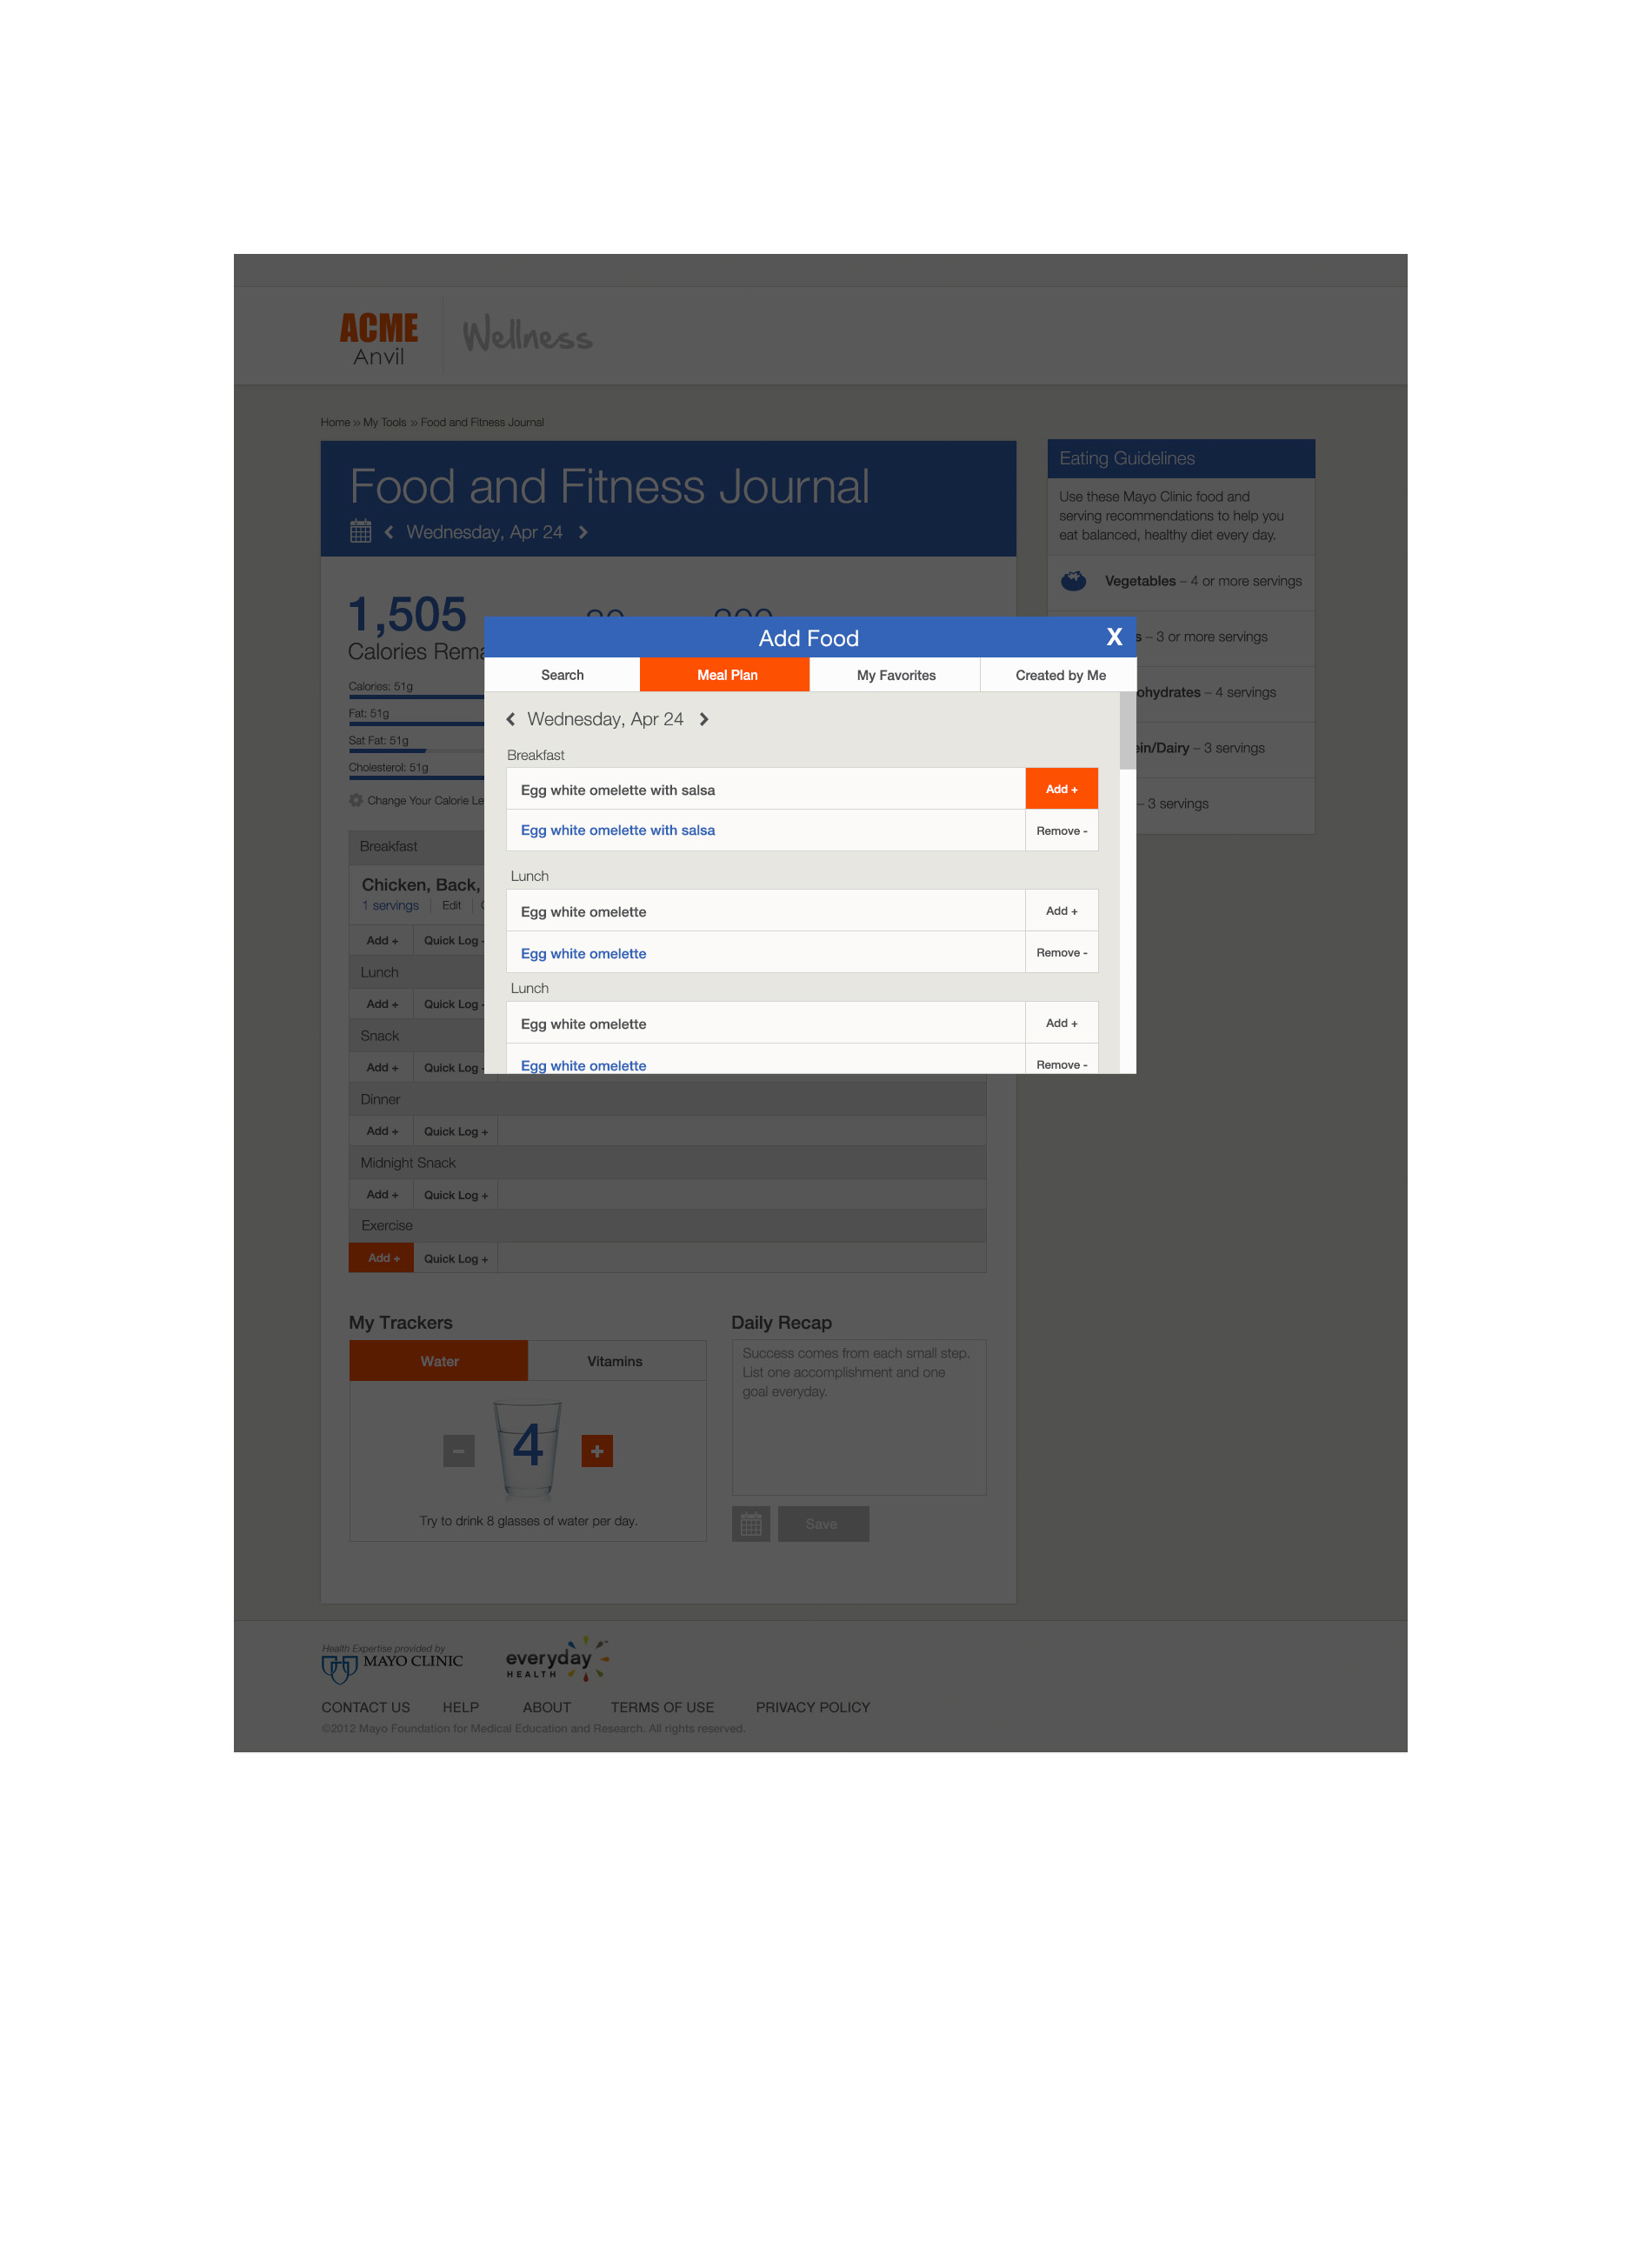 ACME
Anvil
Wellness
Home » My Tools » Food and Fitness Journal
Food and Fitness Journal
Wednesday, Apr 24
1,505
Calories
Calories: 51g
Fat: 51g
Sat Fat: 51g
Cholesterol: 51g
Change Your Calorie
Breakfast
Chicken, Back,
1 servings
Edit
Add +
Quick Log
Lunch
Add +
Quick Log
Snack
Add +
Quick Log
Dinner
Add +
Quick Log +
Midnight Snack
Add +
Quick Log +
Exercise
Add +
Quick Log +
Add Food
X
Search
Meal Plan
My Favorites
Created by Me
Wednesday, Apr 24
Breakfast
Egg white omelette with salsa
Add +
Egg white omelette with salsa
Remove -
Lunch
Egg white omelette
Add +
Egg white omelette
Remove -
Lunch
Egg white omelette
Add +
Egg white omelette
Remove -
Eating Guidelines
Use these Mayo Clinic food and
serving recommendations to help you
eat balanced, healthy diet every day.
Vegetables – 4 or more servings
– 3 or more servings
– 4 servings
/Dairy – 3 servings
– 3 servings
My Trackers
Water
Vitamins
4
Try to drink 8 glasses of water per day.
Daily Recap
Success comes from each small step.
List one accomplishment and one
goal everyday.
Save
Health Expertise provided by
MAYO CLINIC
everyday
HEALTH
CONTACT US
HELP
ABOUT
TERMS OF USE
PRIVACY POLICY
©2012 Mayo Foundation for Medical Education and Research. All rights reserved.